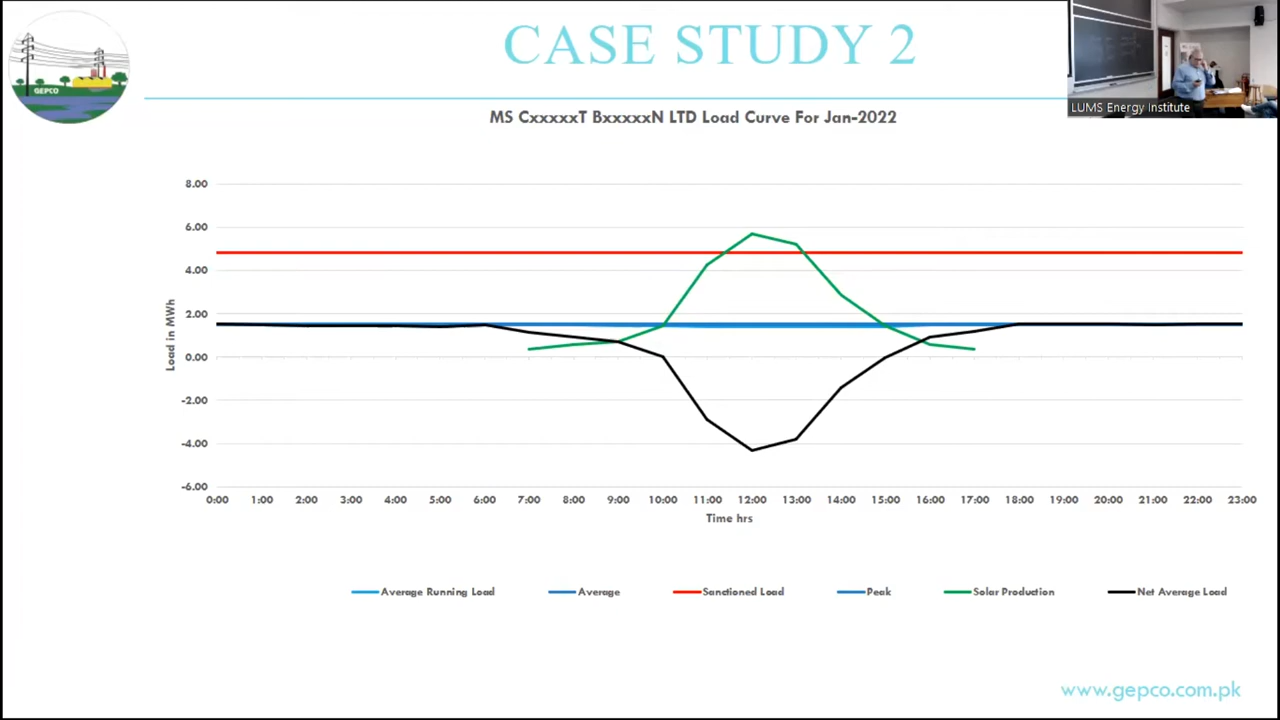 CASE STUDY 2
GEPCO
LUMS Energy Institute
MS CxxxxxT BxxxxxN LTD Load Curve For Jan-2022
8.00
6.00
4.00
2.00
0.00
-2.00
-4.00
-6.00
Load in MWh
0:00 1:00 2:00 3:00 4:00 5:00 6:00 7:00 8:00 9:00 10:00 11:00 12:00 13:00 14:00 15:00 16:00 17:00 18:00 19:00 20:00 21:00 22:00 23:00
Time hrs
Average Running Load Average Sanctioned Load Peak Solar Production Net Average Load
www.gepco.com.pk